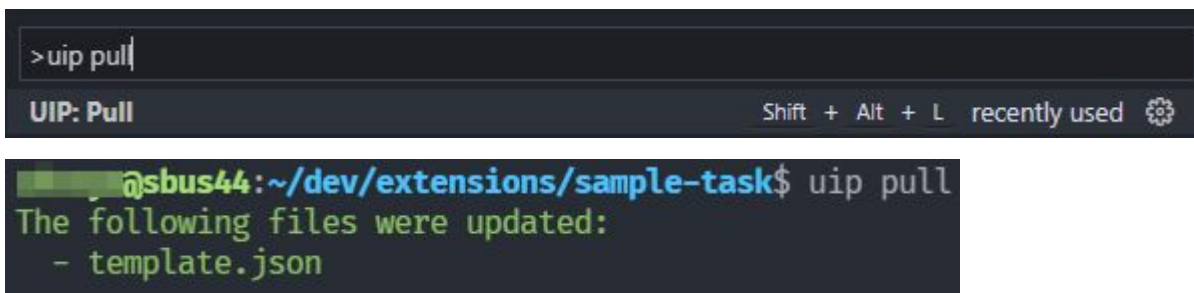 >uip pull
UIP: Pull Shift + Alt + L recently used
@sbus44:~/dev/extensions/sample-task$ uip pull
The following files were updated:
- template.json